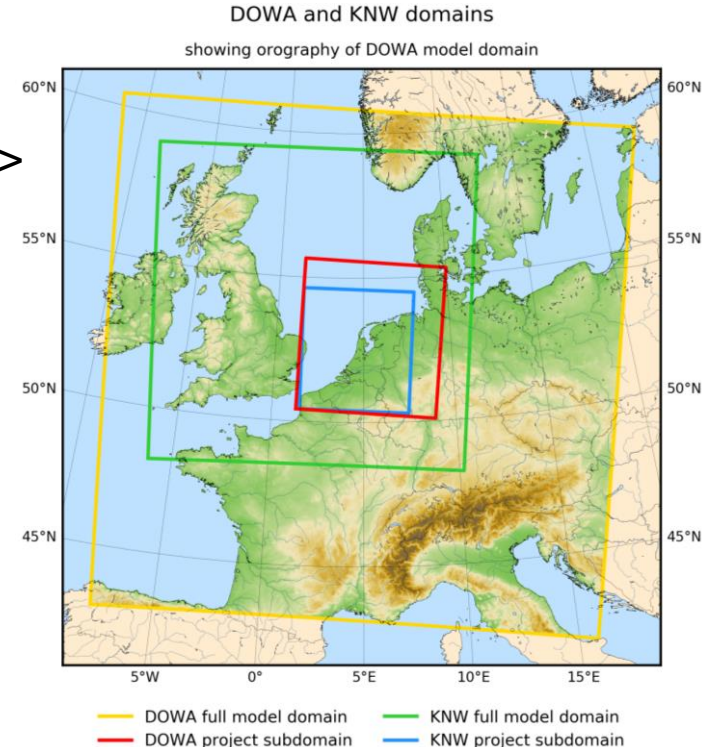 DOWA and KNW domains
showing orography of DOWA model domain
60°N 60°N
>
55°N 55°N
50°N 50°N
45°N 45°N
5°W 0° 5°E 10°E 15°E
DOWA full model domain KNW full model domain
DOWA project subdomain KNW project subdomain